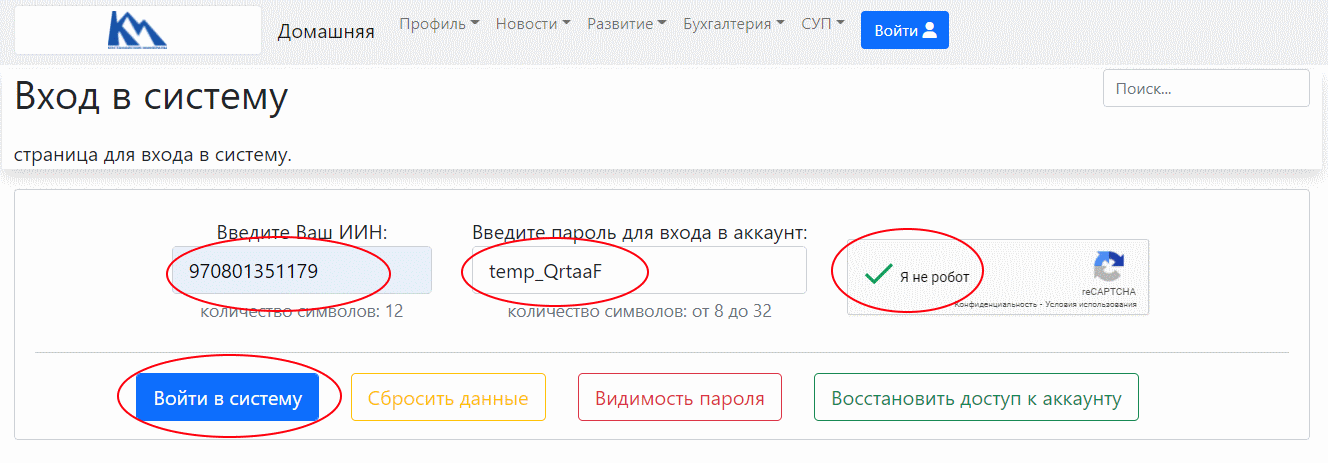 КМ
Домашняя Профиль Новости Развитие Бухгалтерия СУП Войти
Вход в систему
Поиск...
страница для входа в систему.
Введите Ваш ИИН: Введите пароль для входа в аккаунт:
970801351179 temp_QrtaaF
Я не робот
reCAPTCHA
Конфиденциальность - Условия использования
количество символов: 12 количество символов: от 8 до 32
Войти в систему Сбросить данные Видимость пароля Восстановить доступ к аккаунту